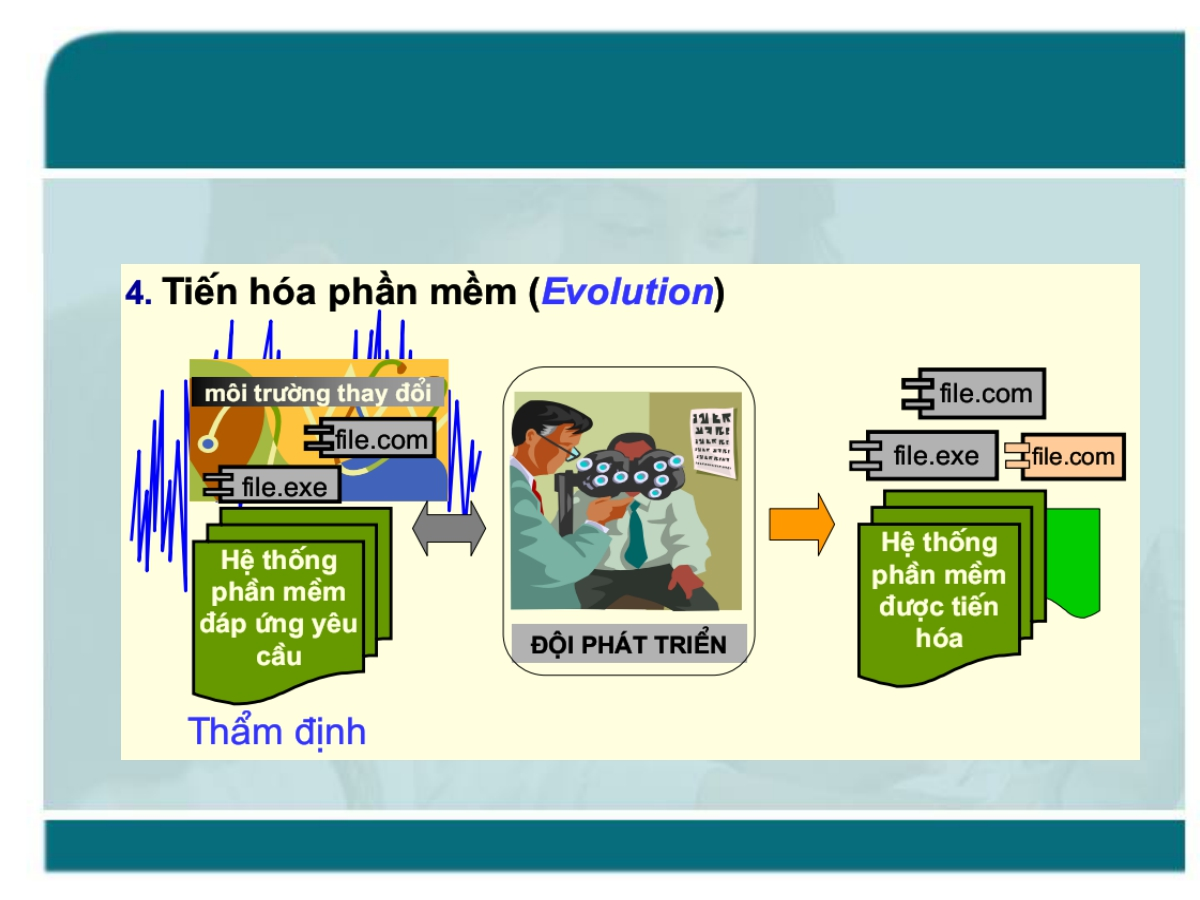 4. Tiến hóa phần mềm (Evolution)
môi trường thay đổi
file.com
file.exe
Hệ thống
phần mềm
đáp ứng yêu
cầu
Thẩm định
ĐỘI PHÁT TRIỂN
file.com
file.exe
file.com
Hệ thống
phần mềm
được tiến
hóa